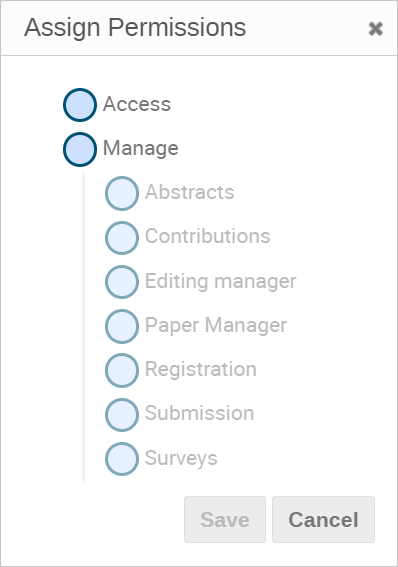 Assign Permissions
Access
Manage
Abstracts
Contributions
Editing manager
Paper Manager
Registration
Submission
Surveys
Save Cancel